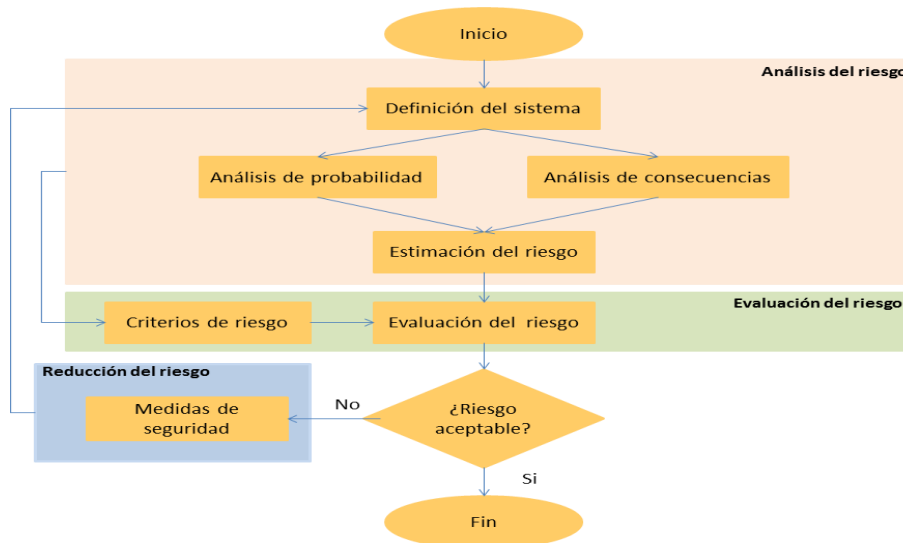 Inicio
Análisis del riesgo
Definición del sistema
Análisis de probabilidad
Análisis de consecuencias
Estimación del riesgo
Evaluación del riesgo
Criterios de riesgo
Evaluación del riesgo
Reducción del riesgo
Medidas de
seguridad
No
¿Riesgo
aceptable?
Si
Fin